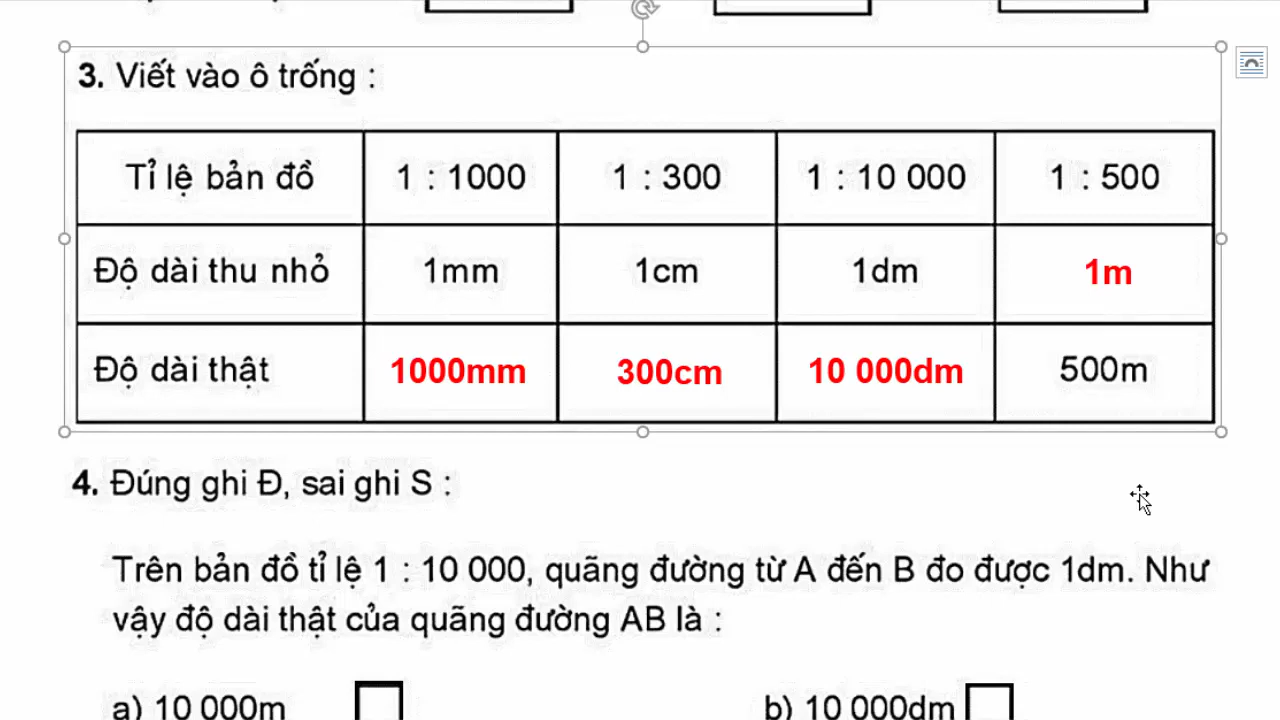 3. Viết vào ô trống :
Tỉ lệ bản đồ 1 : 1000 1 : 300 1 : 10 000 1 : 500
Độ dài thu nhỏ 1mm 1cm 1dm 1m
Độ dài thật 1000mm 300cm 10 000dm 500m
4. Đúng ghi Đ, sai ghi S :
Trên bản đồ tỉ lệ 1 : 10 000, quãng đường từ A đến B đo được 1dm. Như
vậy độ dài thật của quãng đường AB là :
a) 10 000m b) 10 000dm